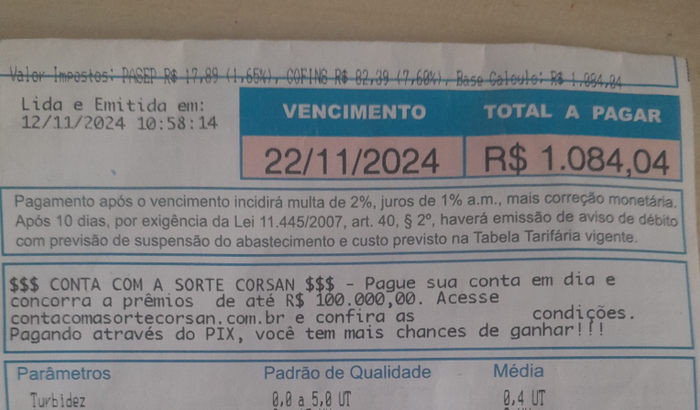 Valor Impostos: PASEP R$ 17,89 (1,65%), COFINS R$ 82,39 (7,60%), Base Calculo: R$ 1.084,04
Lida e Emitida em:
12/11/2024 10:58:14
VENCIMENTO
TOTAL A PAGAR
22/11/2024
R$ 1.084,04
Pagamento após o vencimento incidirá multa de 2%, juros de 1% a.m., mais correção monetária.
Após 10 dias, por exigência da Lei 11.445/2007, art. 40, § 2º, haverá emissão de aviso de débito
com previsão de suspensão do abastecimento e custo previsto na Tabela Tarifária vigente.
$$$ CONTA COM A SORTE CORSAN $$$ - Pague sua conta em dia e
concorra a prêmios de até R$ 100.000,00. Acesse
contacomasortecorsan.com.br e confira as condições.
Pagando através do PIX, você tem mais chances de ganhar!!!
Parâmetros Padrão de Qualidade Média
Turbidez 0,0 a 5,0 UT 0,4 UT